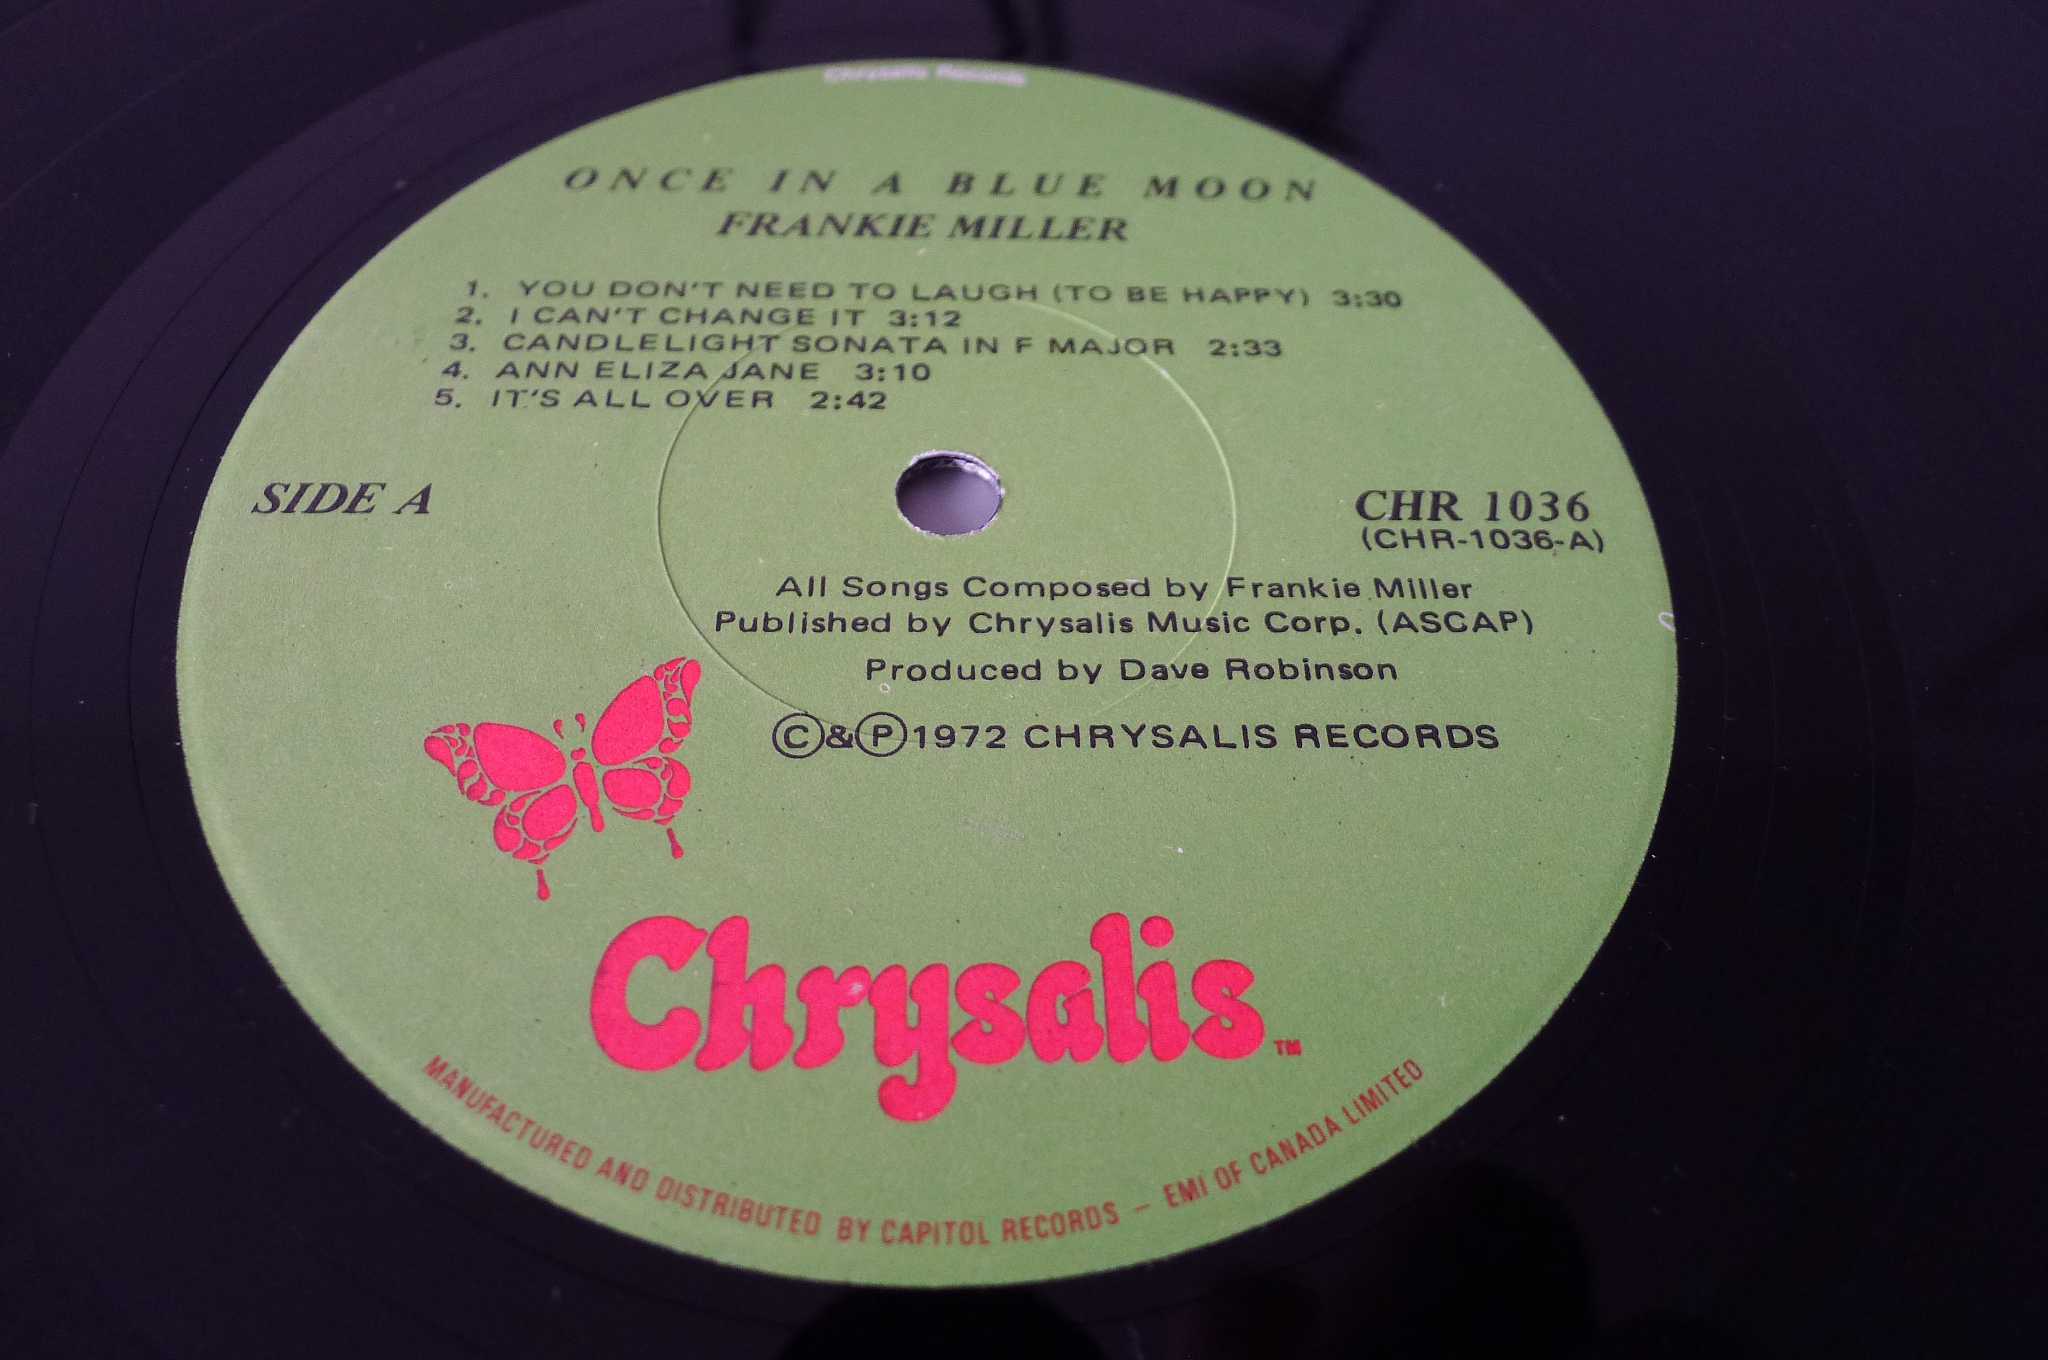 Chrysalis Records
ONCE IN A BLUE MOON
FRANKIE MILLER
1. YOU DON'T NEED TO LAUGH (TO BE HAPPY) 3:30
2. I CAN'T CHANGE IT 3:12
3. CANDLELIGHT SONATA IN F MAJOR 2:33
4. ANN ELIZA JANE 3:10
5. IT'S ALL OVER 2:42
SIDE A
CHR 1036
(CHR-1036-A)
All Songs Composed by Frankie Miller
Published by Chrysalis Music Corp. (ASCAP)
Produced by Dave Robinson
©&℗1972 CHRYSALIS RECORDS
Chrysalis™
MANUFACTURED AND DISTRIBUTED BY CAPITOL RECORDS – EMI OF CANADA LIMITED